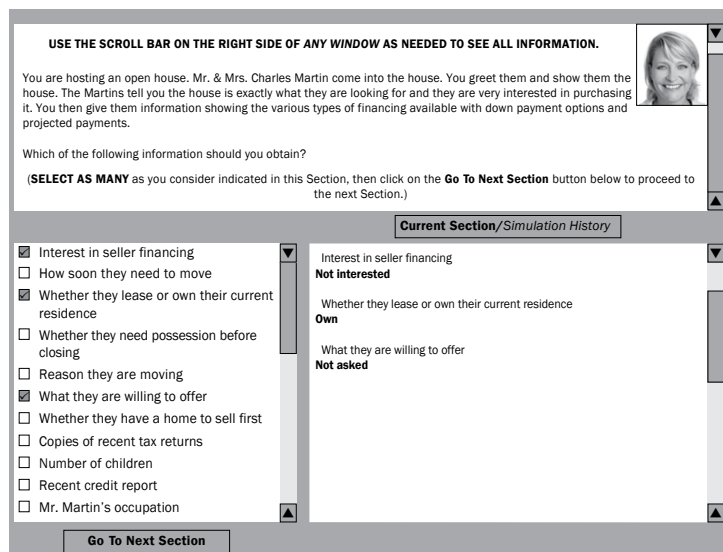 USE THE SCROLL BAR ON THE RIGHT SIDE OF ANY WINDOW AS NEEDED TO SEE ALL INFORMATION.
You are hosting an open house. Mr. & Mrs. Charles Martin come into the house. You greet them and show them the
house. The Martins tell you the house is exactly what they are looking for and they are very interested in purchasing
it. You then give them information showing the various types of financing available with down payment options and
projected payments.
Which of the following information should you obtain?
(SELECT AS MANY as you consider indicated in this Section, then click on the Go To Next Section button below to proceed to
the next Section.)
Current Section/Simulation History
Interest in seller financing
How soon they need to move
Whether they lease or own their current
residence
Whether they need possession before
closing
Reason they are moving
What they are willing to offer
Whether they have a home to sell first
Copies of recent tax returns
Number of children
Recent credit report
Mr. Martin's occupation
Interest in seller financing
Not interested
Whether they lease or own their current residence
Own
What they are willing to offer
Not asked
Go To Next Section